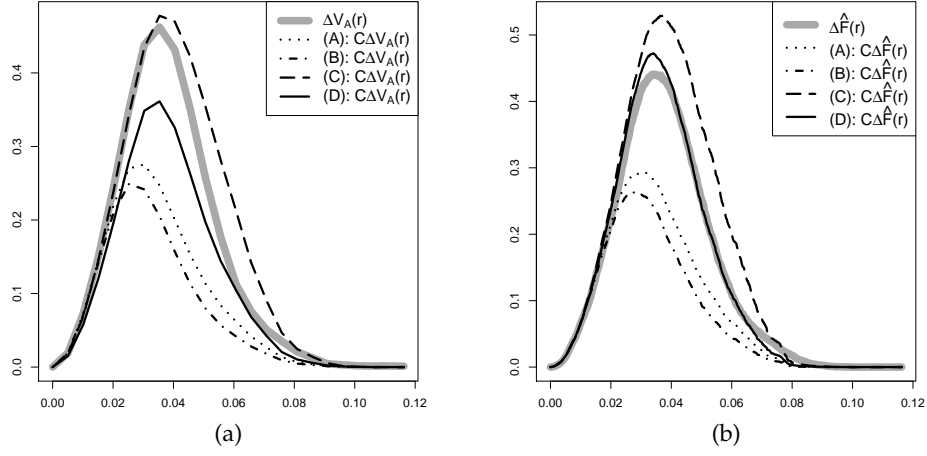 ΔV_A(r)
(A): CΔV_A(r)
(B): CΔV_A(r)
(C): CΔV_A(r)
(D): CΔV_A(r)
0.4
0.3
0.2
0.1
0.0
0.00 0.02 0.04 0.06 0.08 0.10 0.12
(a)
ΔF̂(r)
(A): CΔF̂(r)
(B): CΔF̂(r)
(C): CΔF̂(r)
(D): CΔF̂(r)
0.5
0.4
0.3
0.2
0.1
0.0
0.00 0.02 0.04 0.06 0.08 0.10 0.12
(b)